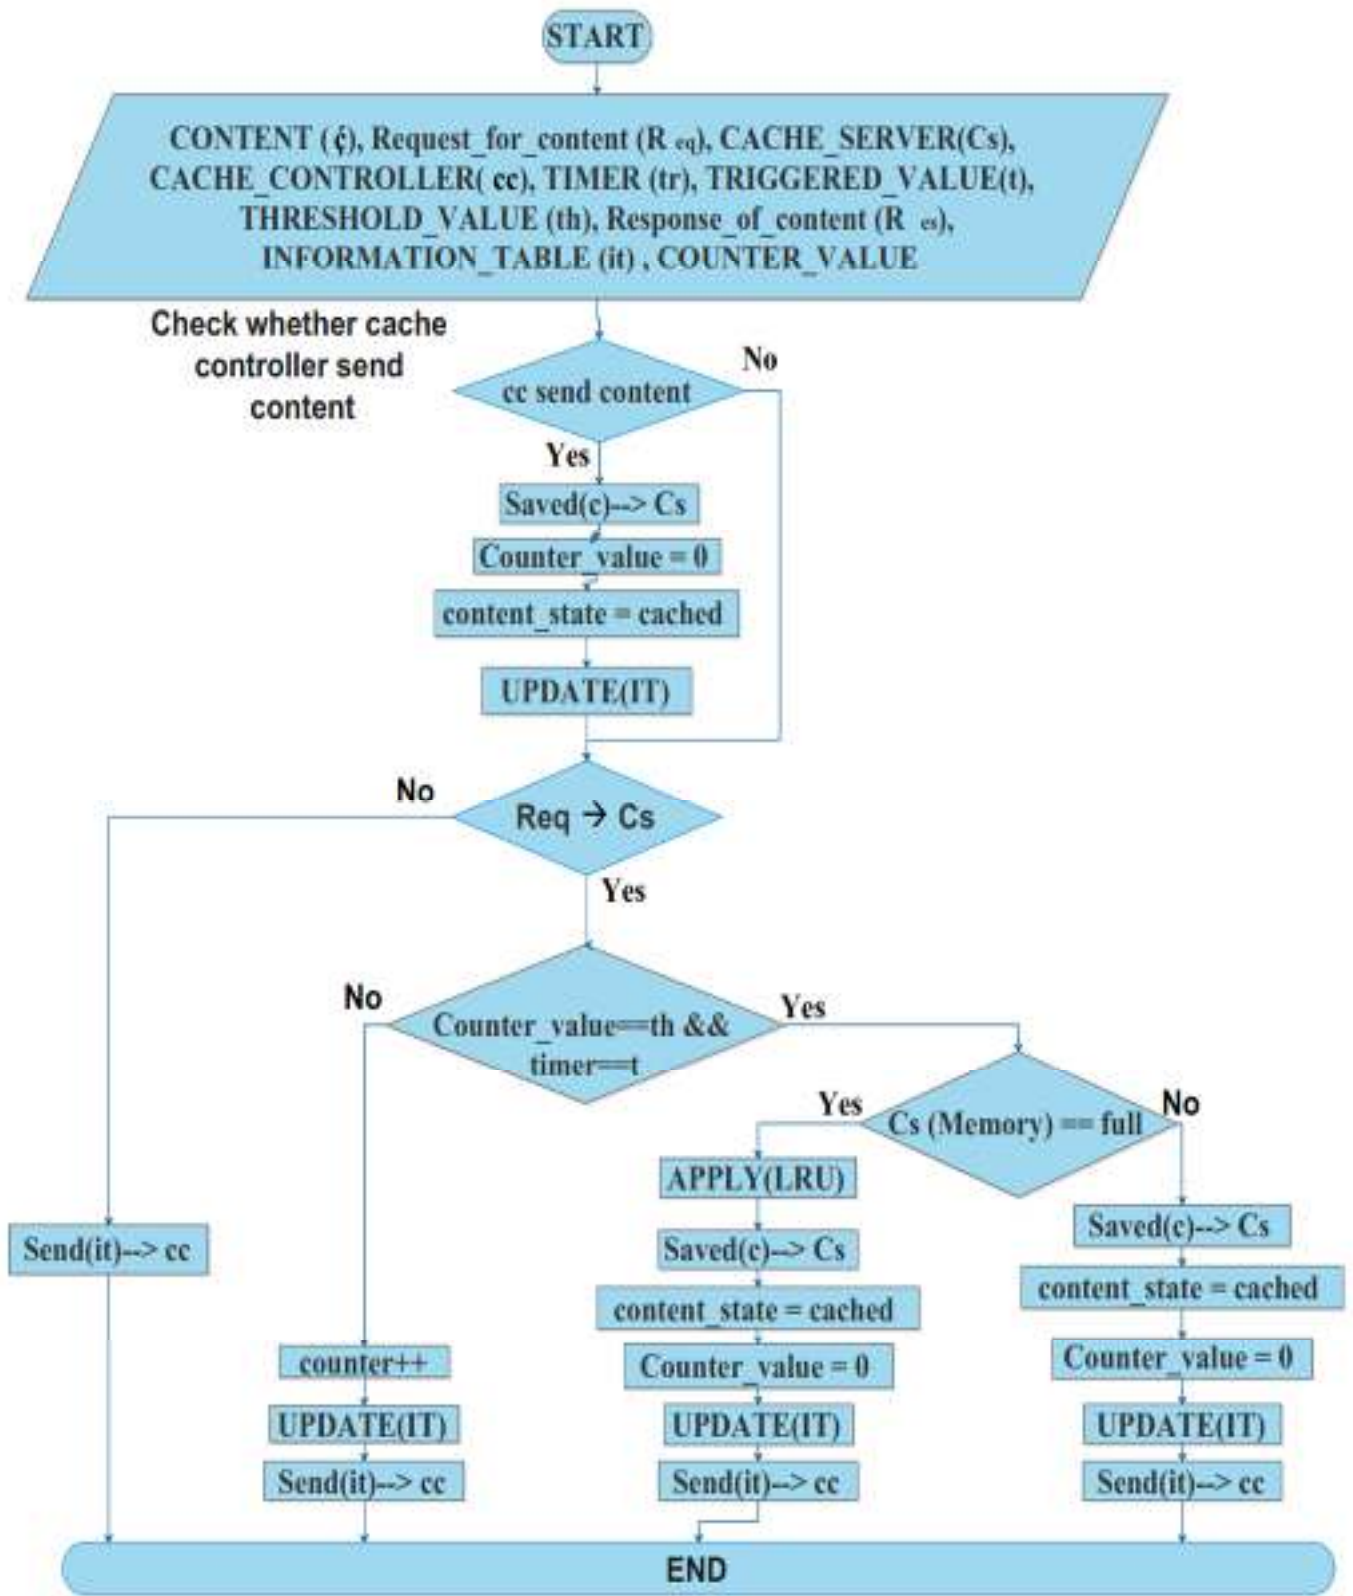 START
CONTENT (ċ), Request_for_content (R eq), CACHE_SERVER(Cs),
CACHE_CONTROLLER( cc), TIMER (tr), TRIGGERED_VALUE(t),
THRESHOLD_VALUE (th), Response_of_content (R es),
INFORMATION_TABLE (it) , COUNTER_VALUE
Check whether cache
controller send
content
cc send content
No
Yes
Saved(c)--> Cs
Counter_value = 0
content_state = cached
UPDATE(IT)
No
Req → Cs
Yes
No
Counter_value==th &&
timer==t
Yes
Yes
Cs (Memory) == full
No
Send(it)--> cc
counter++
UPDATE(IT)
Send(it)--> cc
APPLY(LRU)
Saved(c)--> Cs
content_state = cached
Counter_value = 0
UPDATE(IT)
Send(it)--> cc
Saved(c)--> Cs
content_state = cached
Counter_value = 0
UPDATE(IT)
Send(it)--> cc
END